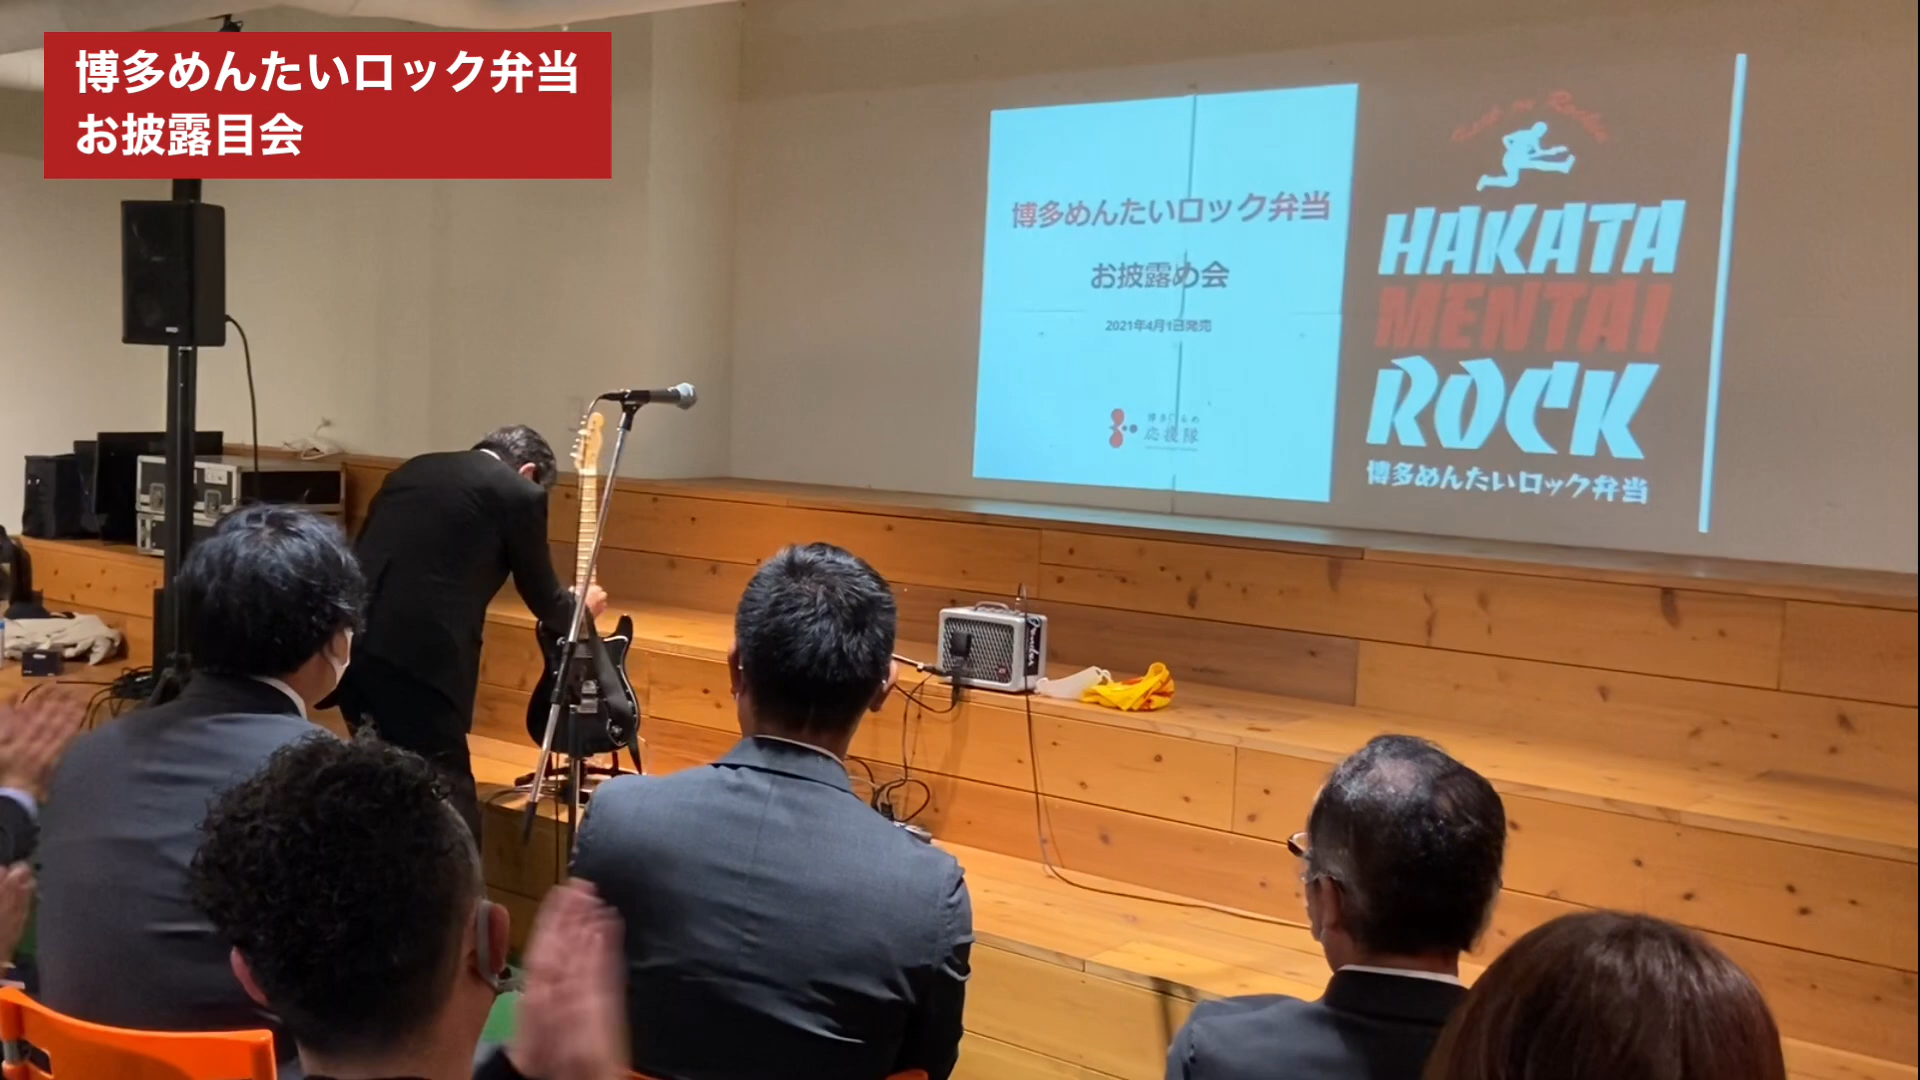 博多めんたいロック弁当
お披露目会
博多めんたいロック弁当
お披露め会
2021年4月1日発売
応援隊
HAKATA
MENTAI
ROCK
博多めんたいロック弁当
Fender